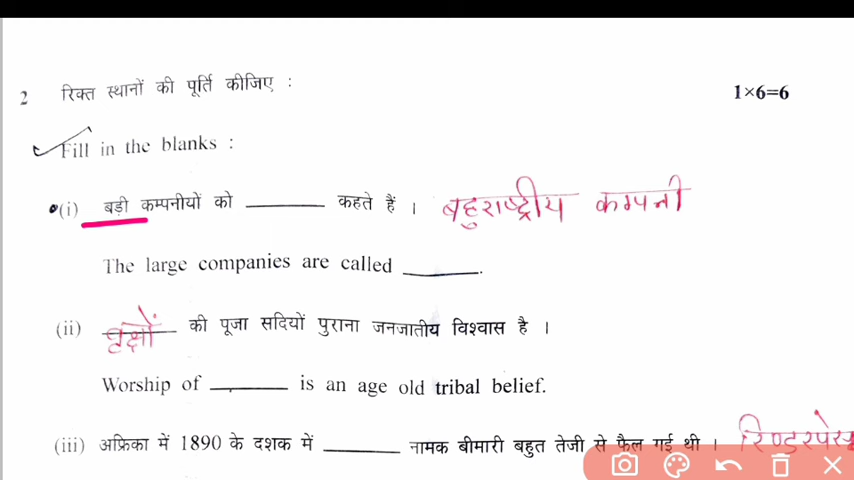 2 रिक्त स्थानों की पूर्ति कीजिए : 1×6=6
Fill in the blanks :
(i) बड़ी कम्पनीयों को ________ कहते हैं । बहुराष्ट्रीय कम्पनी
The large companies are called ________.
(ii) वृक्षों की पूजा सदियों पुराना जनजातीय विश्वास है ।
Worship of ________ is an age old tribal belief.
(iii) अफ्रिका में 1890 के दशक में ________ नामक बीमारी बहुत तेजी से फैल गई थी ।